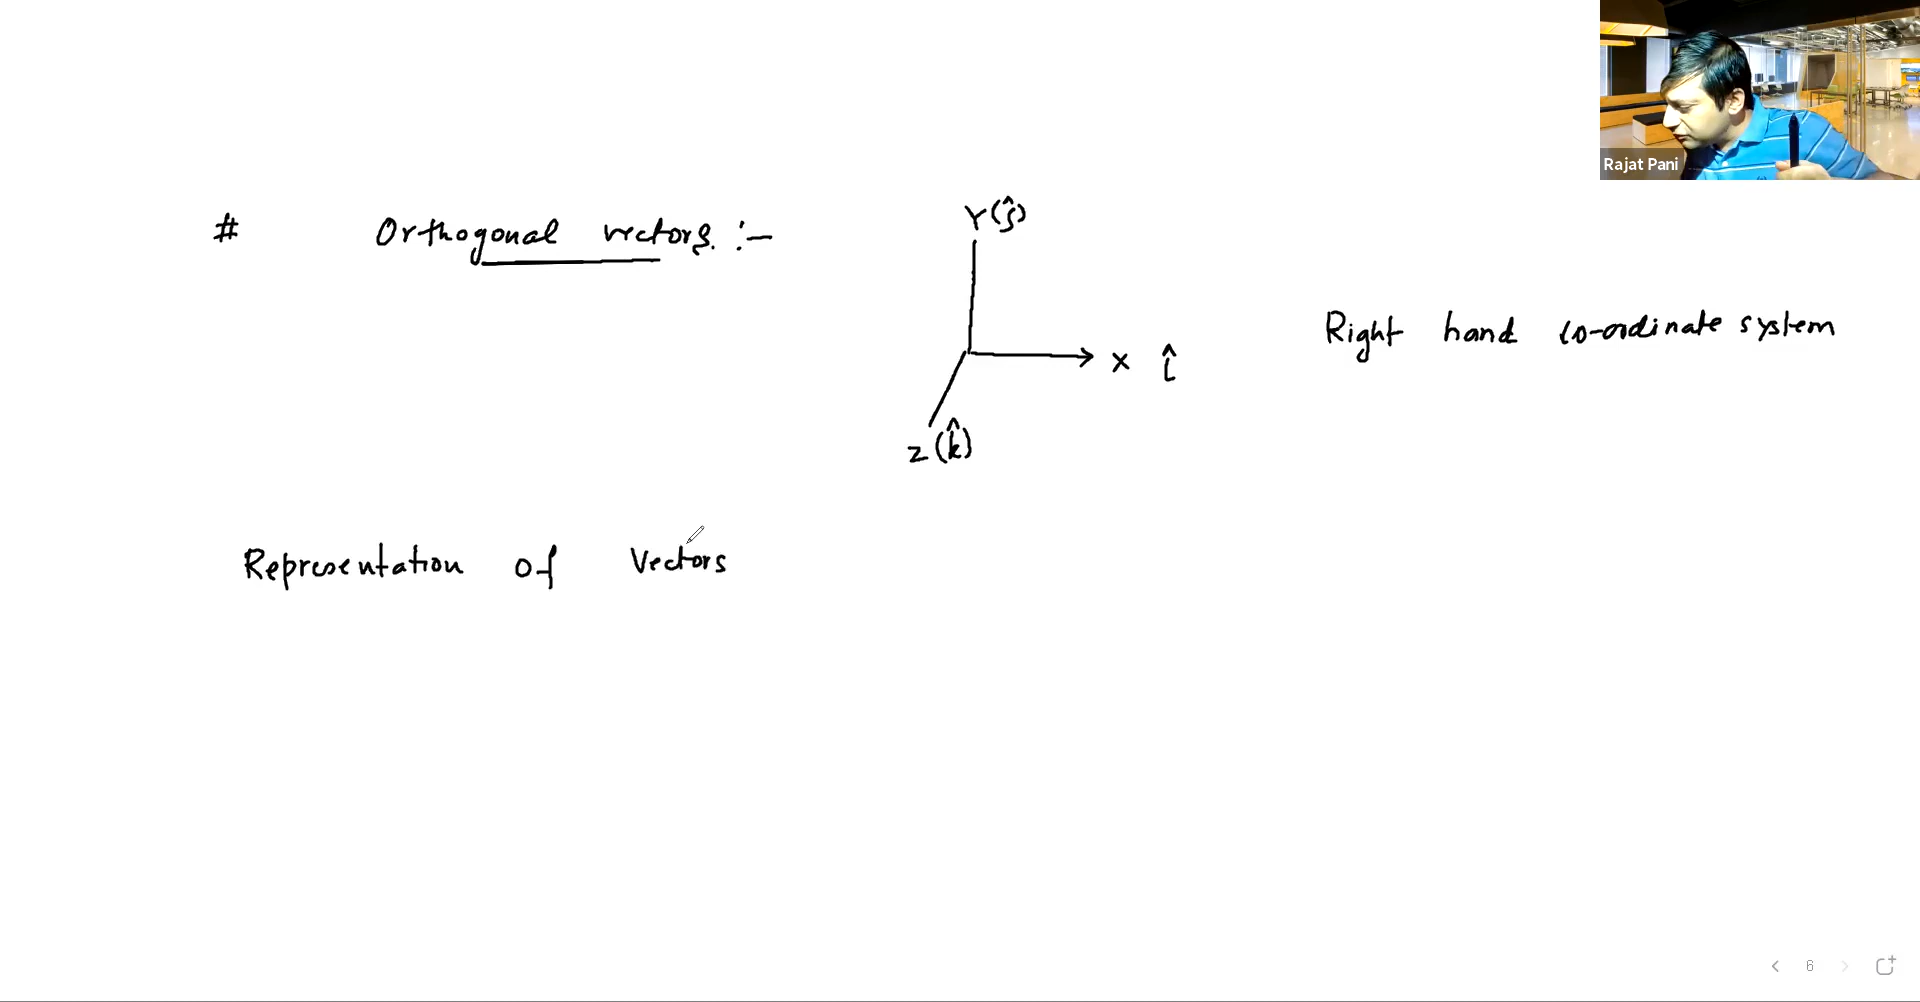 Rajat Pani
# Orthogonal vectors :-
Y(ĵ)
Right hand co-ordinate system
X î
Z(k̂)
Representation of Vectors
6